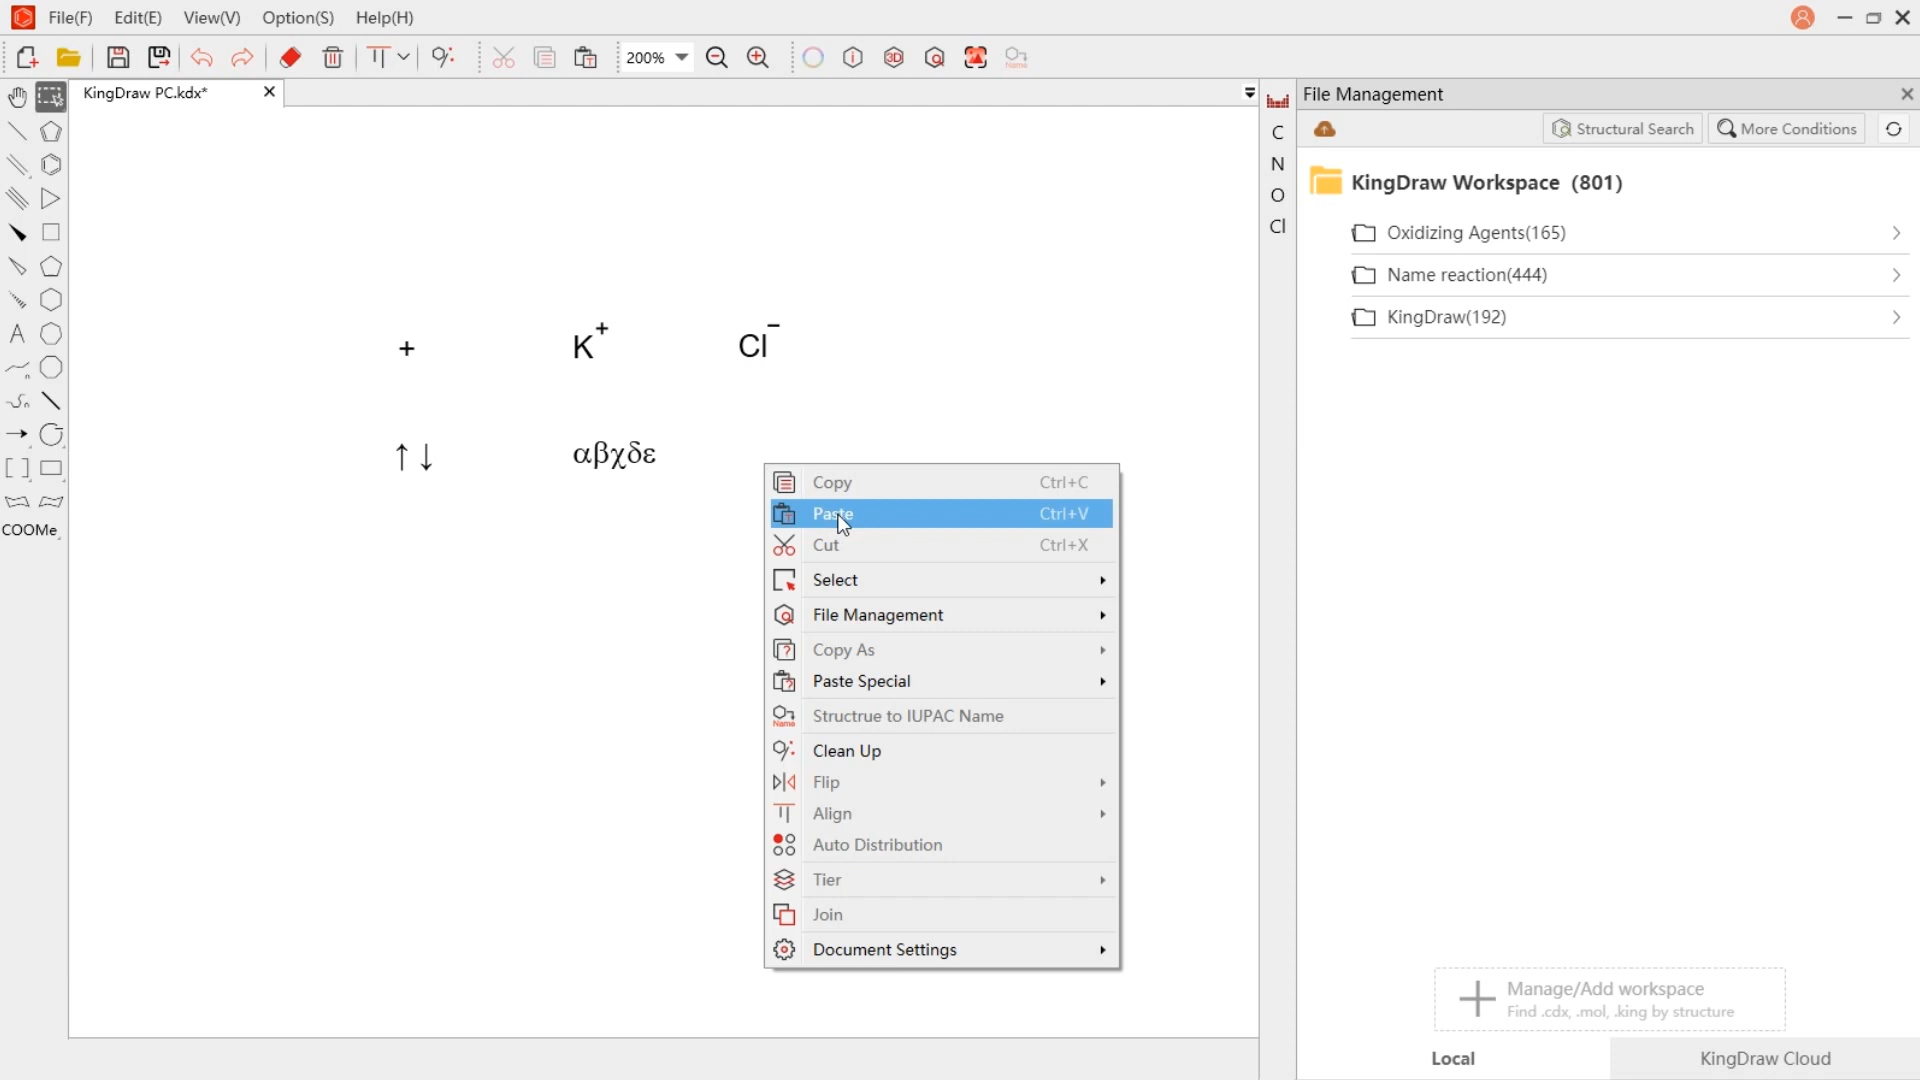 File(F) Edit(E) View(V) Option(S) Help(H)
200% 3D Name
KingDraw PC.kdx*
File Management
C
N
O
Cl
Structural Search More Conditions
KingDraw Workspace (801)
Oxidizing Agents(165)
Name reaction(444)
KingDraw(192)
A
COOMe
+ K⁺ Cl⁻
↑↓ αβχδε
Copy Ctrl+C
Paste Ctrl+V
Cut Ctrl+X
Select
File Management
Copy As
Paste Special
Structrue to IUPAC Name
Clean Up
Flip
Align
Auto Distribution
Tier
Join
Document Settings
Manage/Add workspace
Find .cdx, .mol, .king by structure
Local KingDraw Cloud